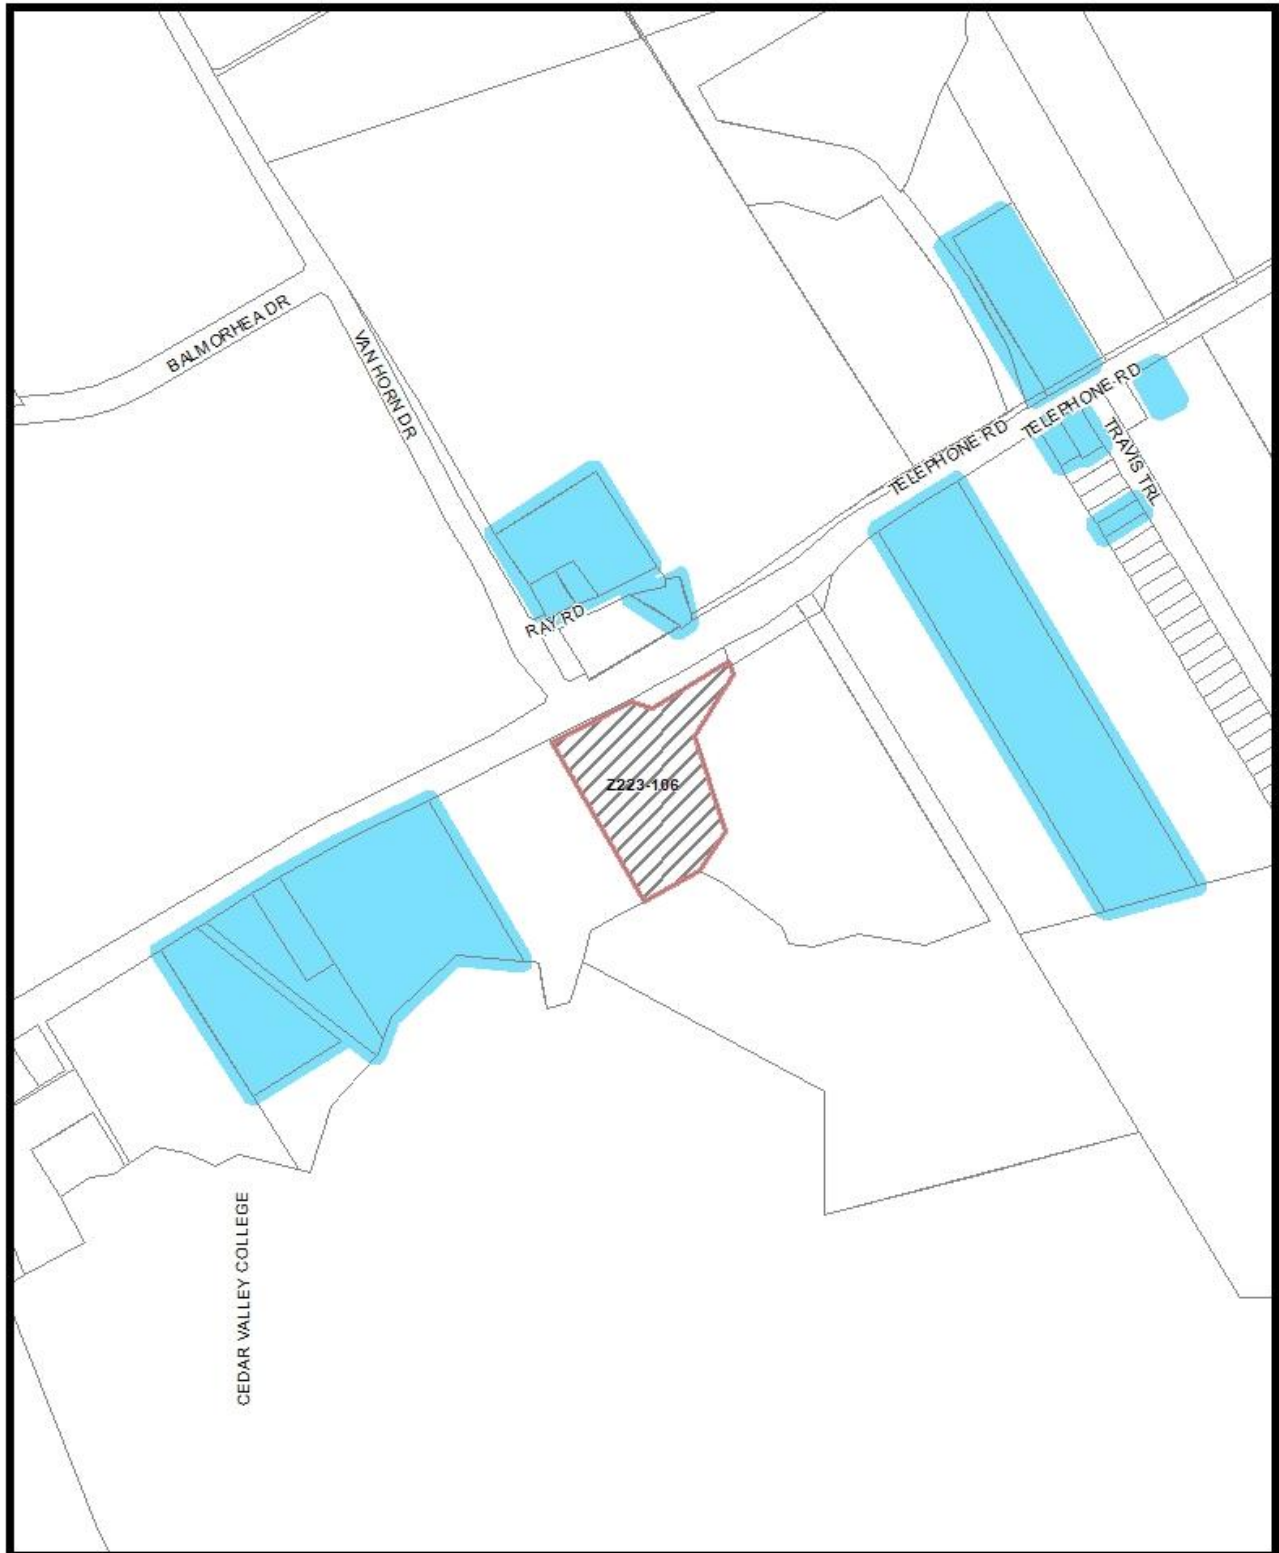 BALMORHEA DR
VAN HORN DR
TELEPHONE RD
TELEPHONE RD
TRAVIS TRL
RAY RD
Z223-106
CEDAR VALLEY COLLEGE